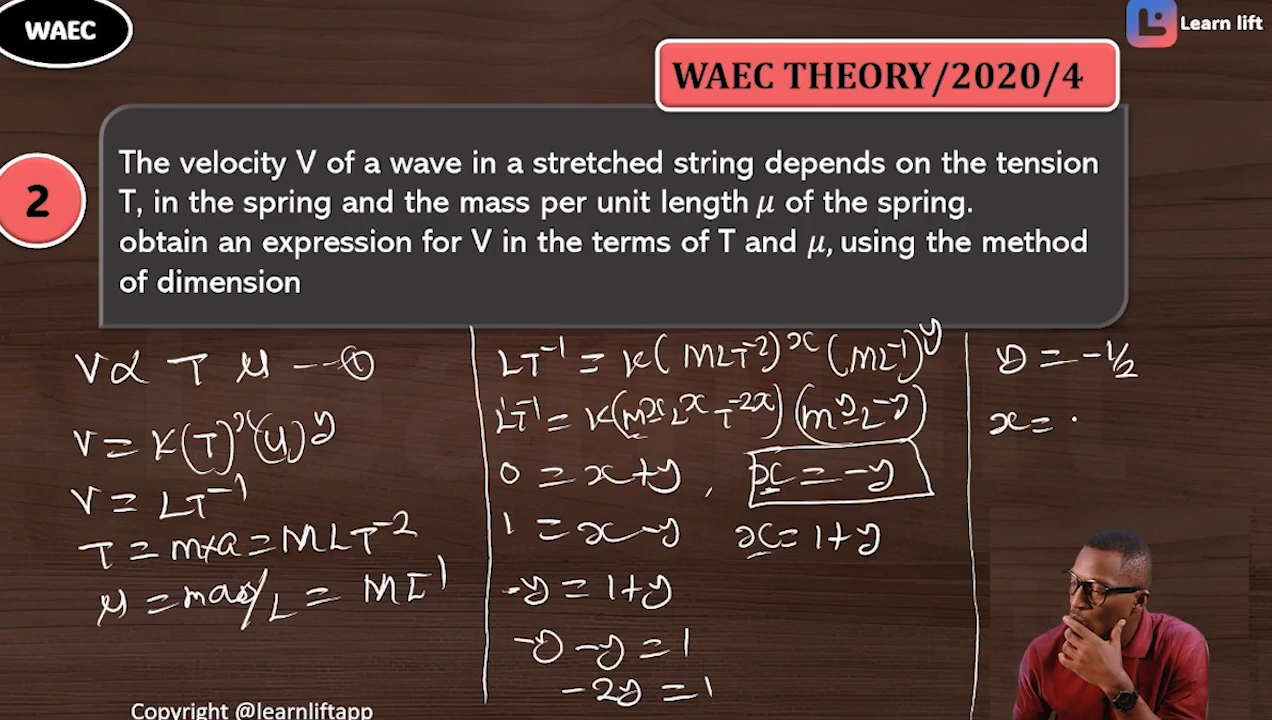 WAEC
Learn lift
WAEC THEORY/2020/4
2
The velocity V of a wave in a stretched string depends on the tension
T, in the spring and the mass per unit length μ of the spring.
obtain an expression for V in the terms of T and μ, using the method
of dimension
V ∝ T μ --- ①
V = K(T)^x(μ)^y
V = LT^-1
T = mxa = MLT^-2
μ = mass/L = ML^-1
LT^-1 = K(MLT^-2)^x (ML^-1)^y
LT^-1 = K(M^x L^x T^-2x)(M^y L^-y)
0 = x+y, x = -y
1 = x-y x = 1+y
-y = 1+y
-y -y = 1
-2y = 1
y = -1/2
x =
Copyright @learnliftapp